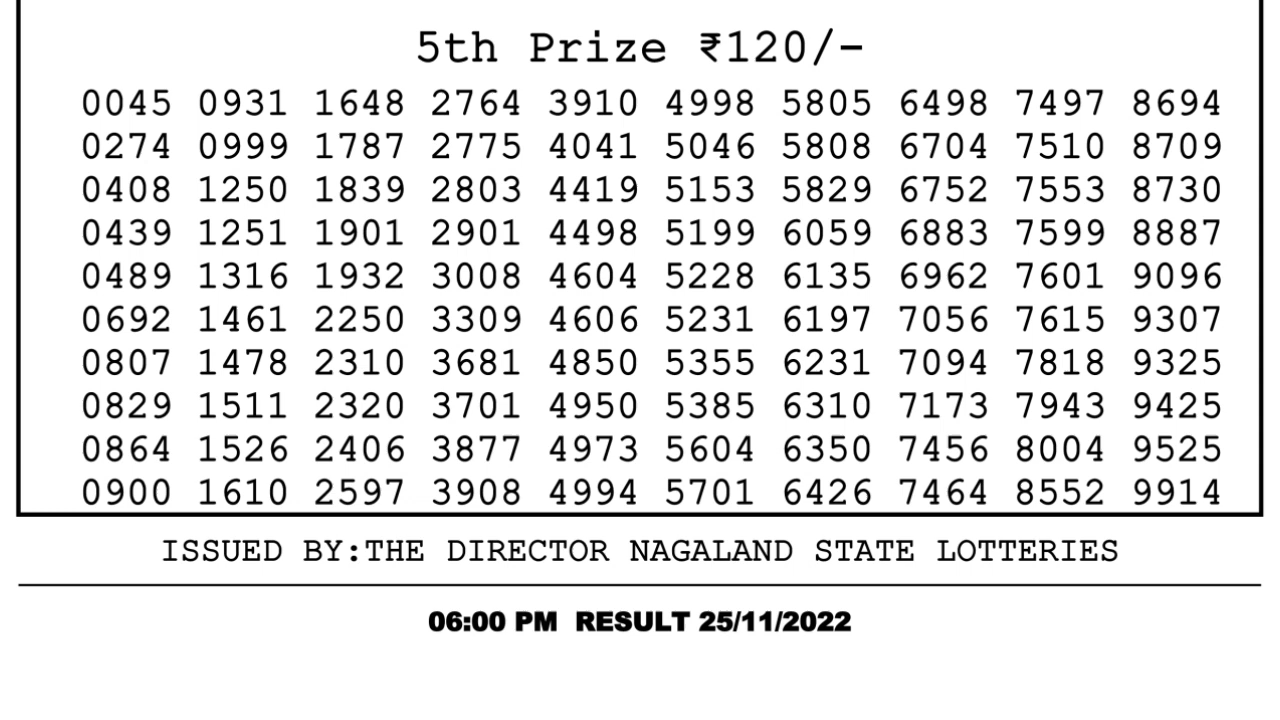 5th Prize ₹120/-
0045 0931 1648 2764 3910 4998 5805 6498 7497 8694
0274 0999 1787 2775 4041 5046 5808 6704 7510 8709
0408 1250 1839 2803 4419 5153 5829 6752 7553 8730
0439 1251 1901 2901 4498 5199 6059 6883 7599 8887
0489 1316 1932 3008 4604 5228 6135 6962 7601 9096
0692 1461 2250 3309 4606 5231 6197 7056 7615 9307
0807 1478 2310 3681 4850 5355 6231 7094 7818 9325
0829 1511 2320 3701 4950 5385 6310 7173 7943 9425
0864 1526 2406 3877 4973 5604 6350 7456 8004 9525
0900 1610 2597 3908 4994 5701 6426 7464 8552 9914
ISSUED BY:THE DIRECTOR NAGALAND STATE LOTTERIES
06:00 PM RESULT 25/11/2022